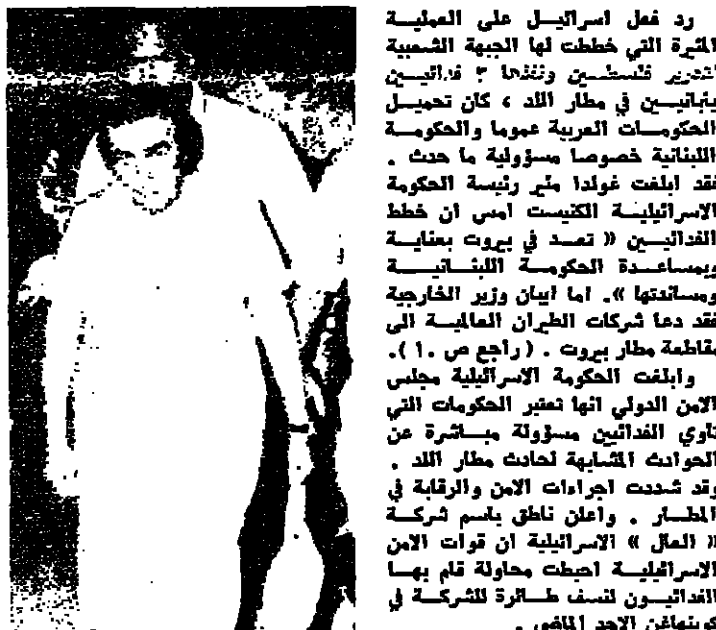 رد فعل اسرائيل على العملية
المثيرة التي خططت لها الجبهة الشعبية
لتحرير فلسطين ونفذها ٣ فدائيين
يابانيين في مطار اللد ، كان تحميل
الحكومات العربية عموما والحكومة
اللبنانية خصوصا مسؤولية ما حدث .
فقد ابلغت غولدا مئير رئيسة الحكومة
الاسرائيلية الكنيست امس ان خطط
الفدائيين « تعد في بيروت بعناية
وبمساعدة الحكومة اللبنانية
ومساندتها ». اما ايبان وزير الخارجية
فقد دعا شركات الطيران العالمية الى
مقاطعة مطار بيروت . ( راجع ص ١٠ ).
وابلغت الحكومة الاسرائيلية مجلس
الامن الدولي انها تعتبر الحكومات التي
تاوي الفدائيين مسؤولة مباشرة عن
الحوادث المشابهة لحادث مطار اللد .
وقد شددت اجراءات الامن والرقابة في
المطار . واعلن ناطق باسم شركة
« العال » الاسرائيلية ان قوات الامن
الاسرائيلية احبطت محاولة قام بها
الفدائيون لنسف طائرة للشركة في
كوبنهاغن الاحد الماضي .